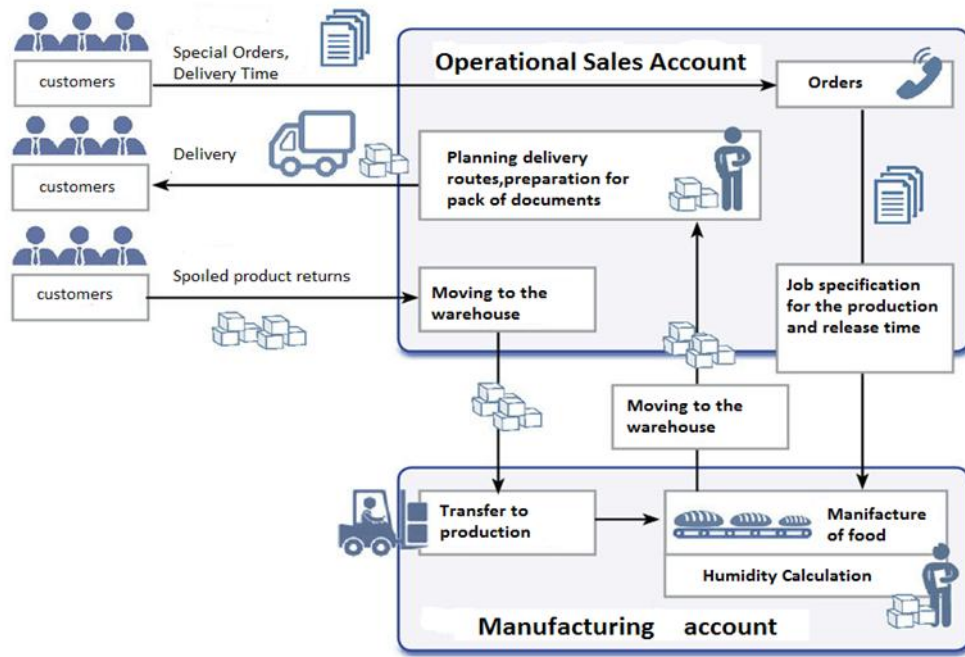 Special Orders,
Delivery Time
customers
Operational Sales Account
Orders
Delivery
customers
Planning delivery
routes,preparation for
pack of documents
Spoiled product returns
customers
Moving to the
warehouse
Job specification
for the production
and release time
Moving to the
warehouse
Transfer to
production
Manifacture
of food
Humidity Calculation
Manufacturing account